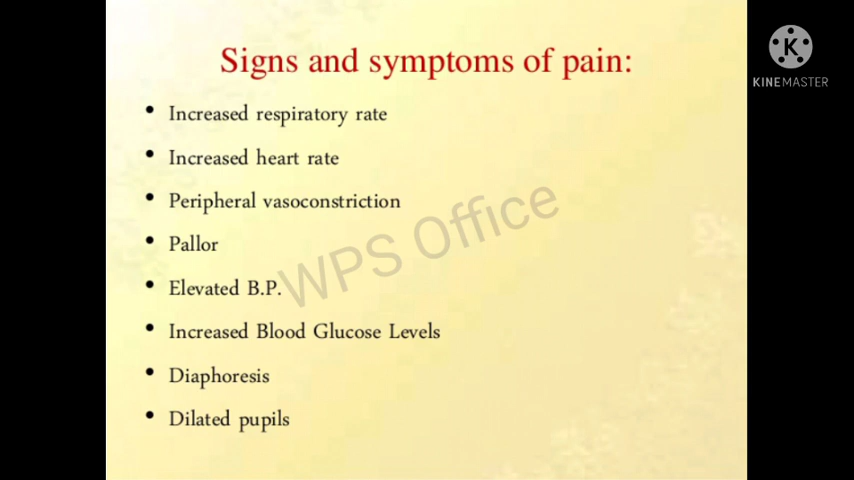 Signs and symptoms of pain:
• Increased respiratory rate
• Increased heart rate
• Peripheral vasoconstriction
• Pallor
• Elevated B.P.
• Increased Blood Glucose Levels
• Diaphoresis
• Dilated pupils
WPS Office
K
KINEMASTER